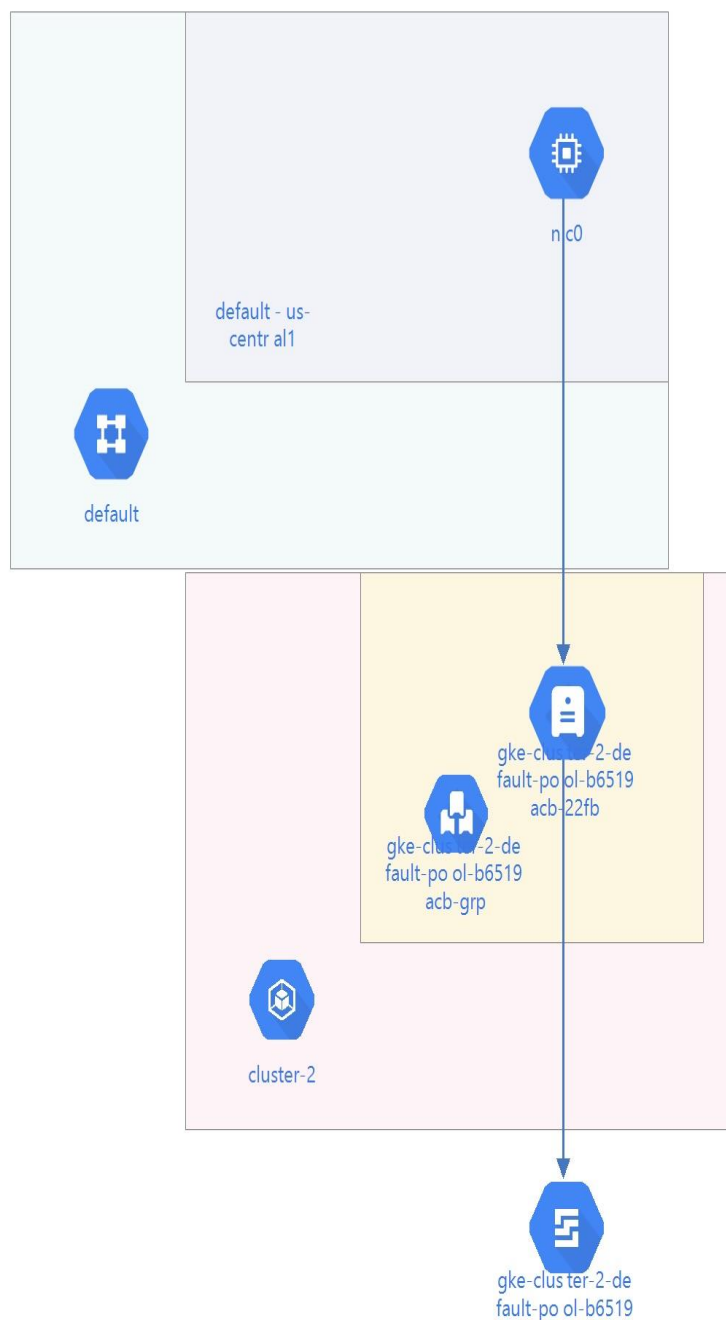 nic0
default - us-
centr al1
default
gke-clus ter-2-de
fault-po ol-b6519
acb-22fb
gke-clus ter-2-de
fault-po ol-b6519
acb-grp
cluster-2
gke-clus ter-2-de
fault-po ol-b6519